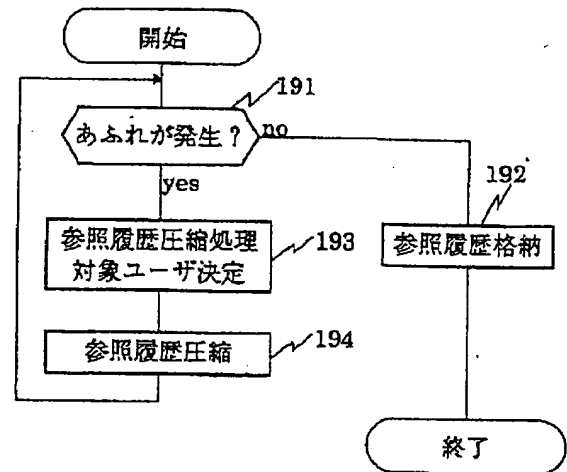 開始
191
あふれが発生?
no
yes
192
参照履歴圧縮処理
対象ユーザ決定
193
参照履歴格納
参照履歴圧縮
194
終了